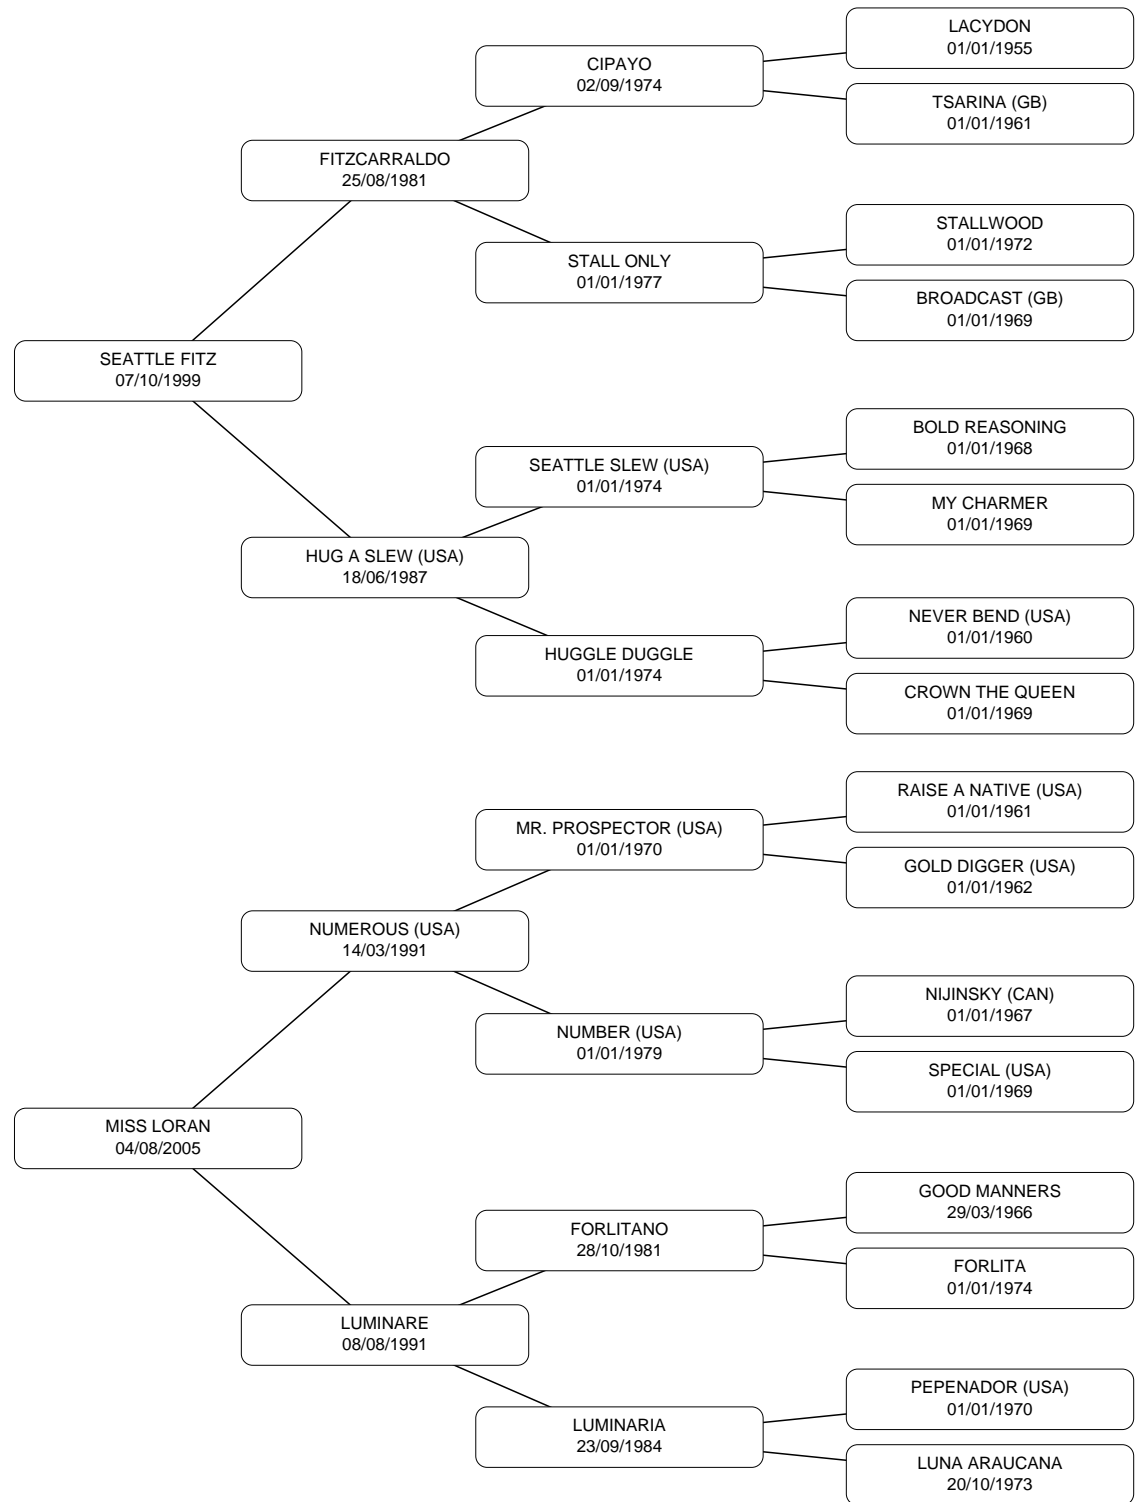 LACYDON
01/01/1955
CIPAYO
02/09/1974
TSARINA (GB)
01/01/1961
FITZCARRALDO
25/08/1981
STALLWOOD
01/01/1972
STALL ONLY
01/01/1977
BROADCAST (GB)
01/01/1969
SEATTLE FITZ
07/10/1999
BOLD REASONING
01/01/1968
SEATTLE SLEW (USA)
01/01/1974
MY CHARMER
01/01/1969
HUG A SLEW (USA)
18/06/1987
NEVER BEND (USA)
01/01/1960
HUGGLE DUGGLE
01/01/1974
CROWN THE QUEEN
01/01/1969
RAISE A NATIVE (USA)
01/01/1961
MR. PROSPECTOR (USA)
01/01/1970
GOLD DIGGER (USA)
01/01/1962
NUMEROUS (USA)
14/03/1991
NIJINSKY (CAN)
01/01/1967
NUMBER (USA)
01/01/1979
SPECIAL (USA)
01/01/1969
MISS LORAN
04/08/2005
GOOD MANNERS
29/03/1966
FORLITANO
28/10/1981
FORLITA
01/01/1974
LUMINARE
08/08/1991
PEPENADOR (USA)
01/01/1970
LUMINARIA
23/09/1984
LUNA ARAUCANA
20/10/1973